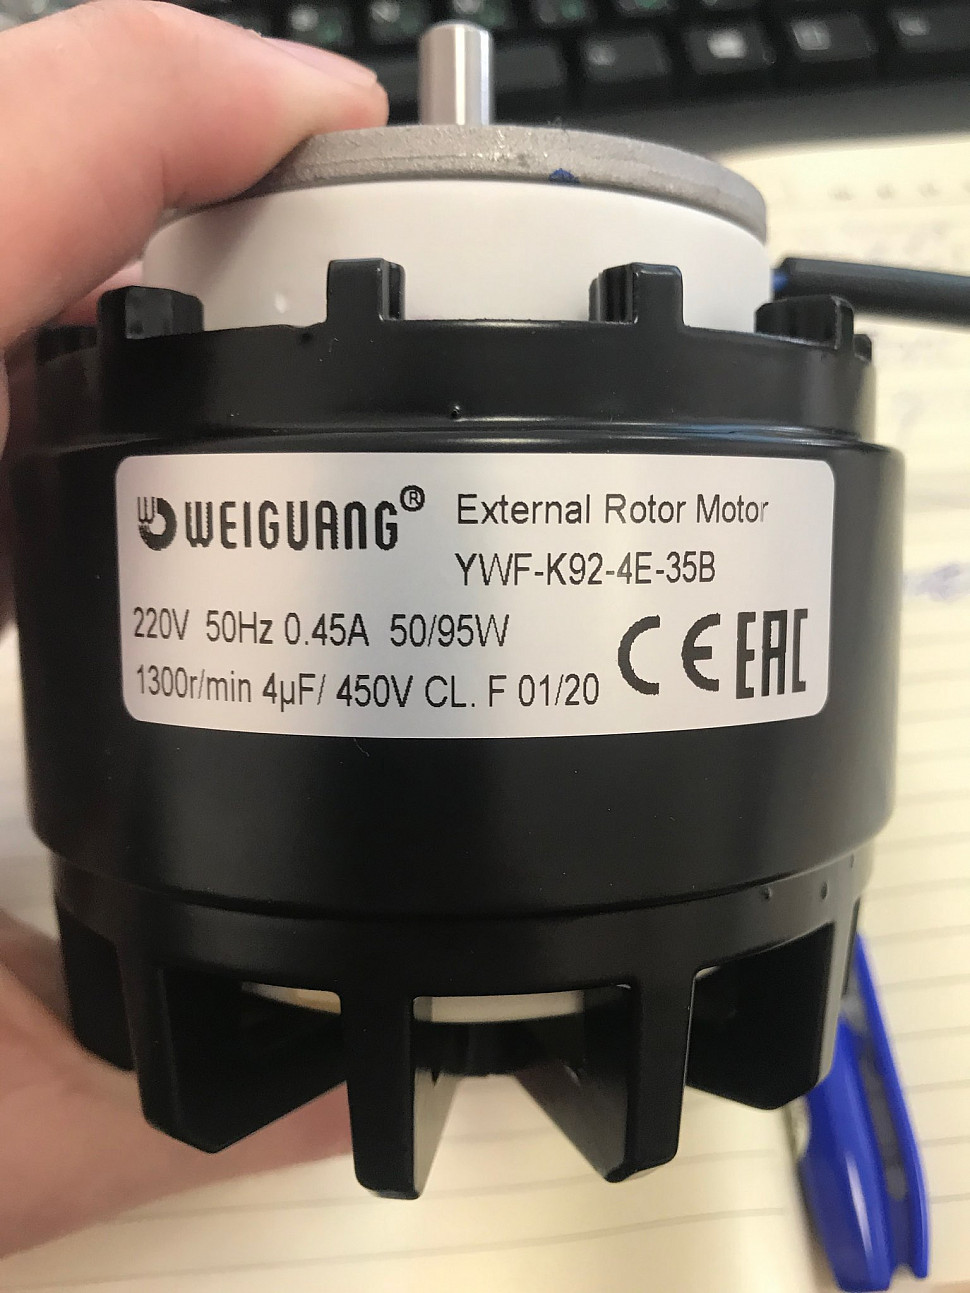 WEIGUANG® External Rotor Motor
YWF-K92-4E-35B
220V 50Hz 0.45A 50/95W
1300r/min 4µF/ 450V CL. F 01/20
CE EAC